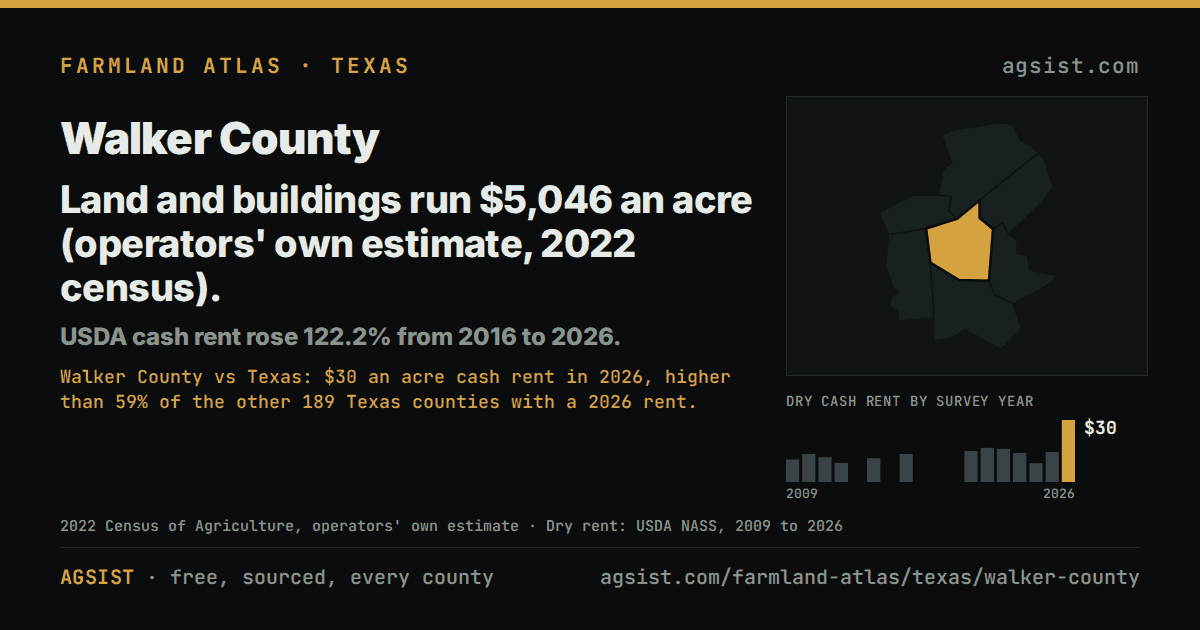 FARMLAND ATLAS · TEXAS
agsist.com
Walker County
Land and buildings run $5,046 an acre
(operators' own estimate, 2022
census).
USDA cash rent rose 122.2% from 2016 to 2026.
Walker County vs Texas: $30 an acre cash rent in 2026, higher
than 59% of the other 189 Texas counties with a 2026 rent.
DRY CASH RENT BY SURVEY YEAR
$30
2009
2026
2022 Census of Agriculture, operators' own estimate · Dry rent: USDA NASS, 2009 to 2026
AGSIST · free, sourced, every county
agsist.com/farmland-atlas/texas/walker-county